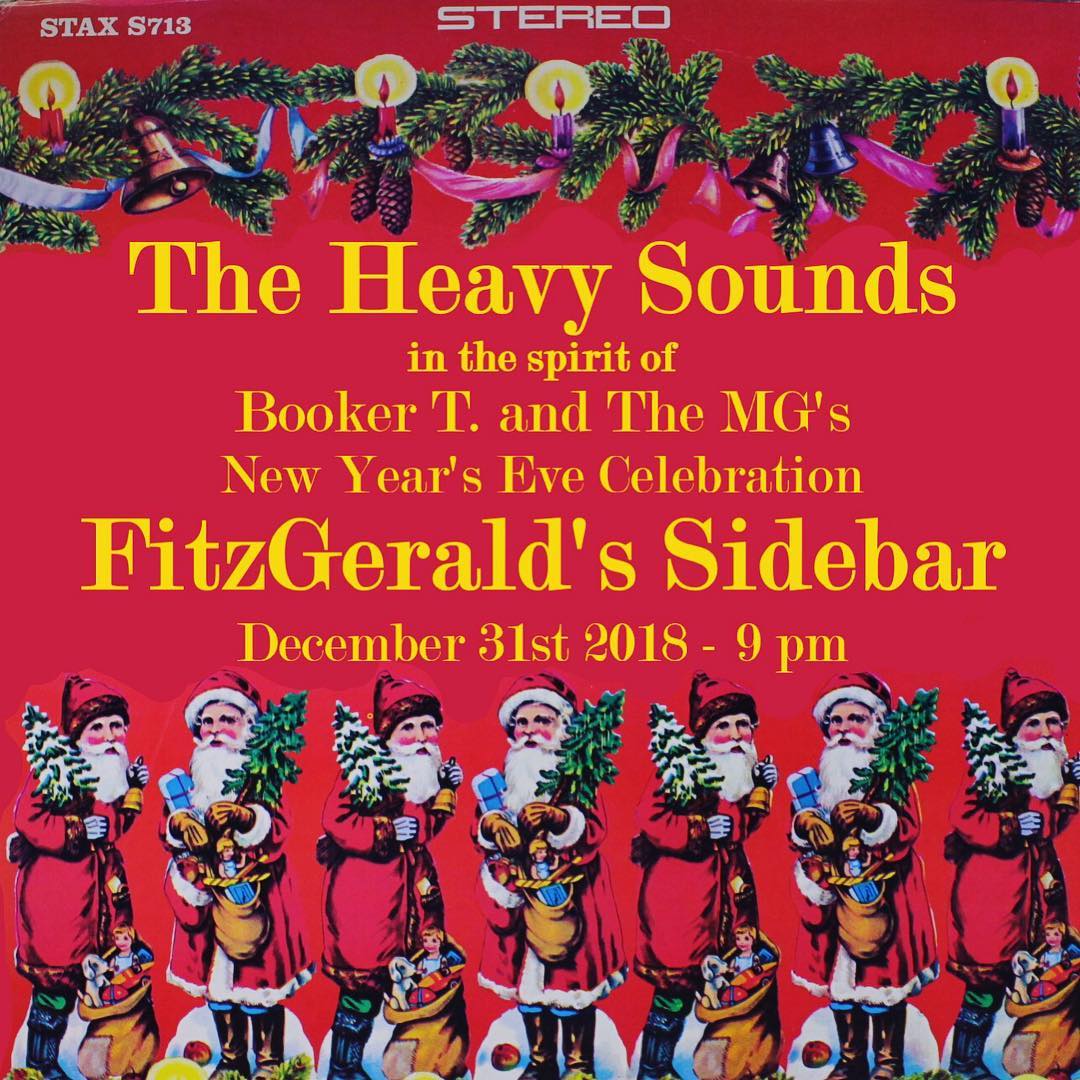 STAX S713
STEREO
The Heavy Sounds
in the spirit of
Booker T. and The MG's
New Year's Eve Celebration
FitzGerald's Sidebar
December 31st 2018 - 9 pm